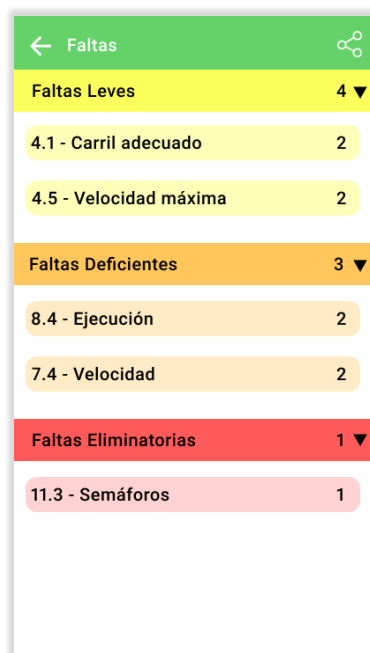 Faltas
Faltas Leves 4
4.1 - Carril adecuado 2
4.5 - Velocidad máxima 2
Faltas Deficientes 3
8.4 - Ejecución 2
7.4 - Velocidad 2
Faltas Eliminatorias 1
11.3 - Semáforos 1